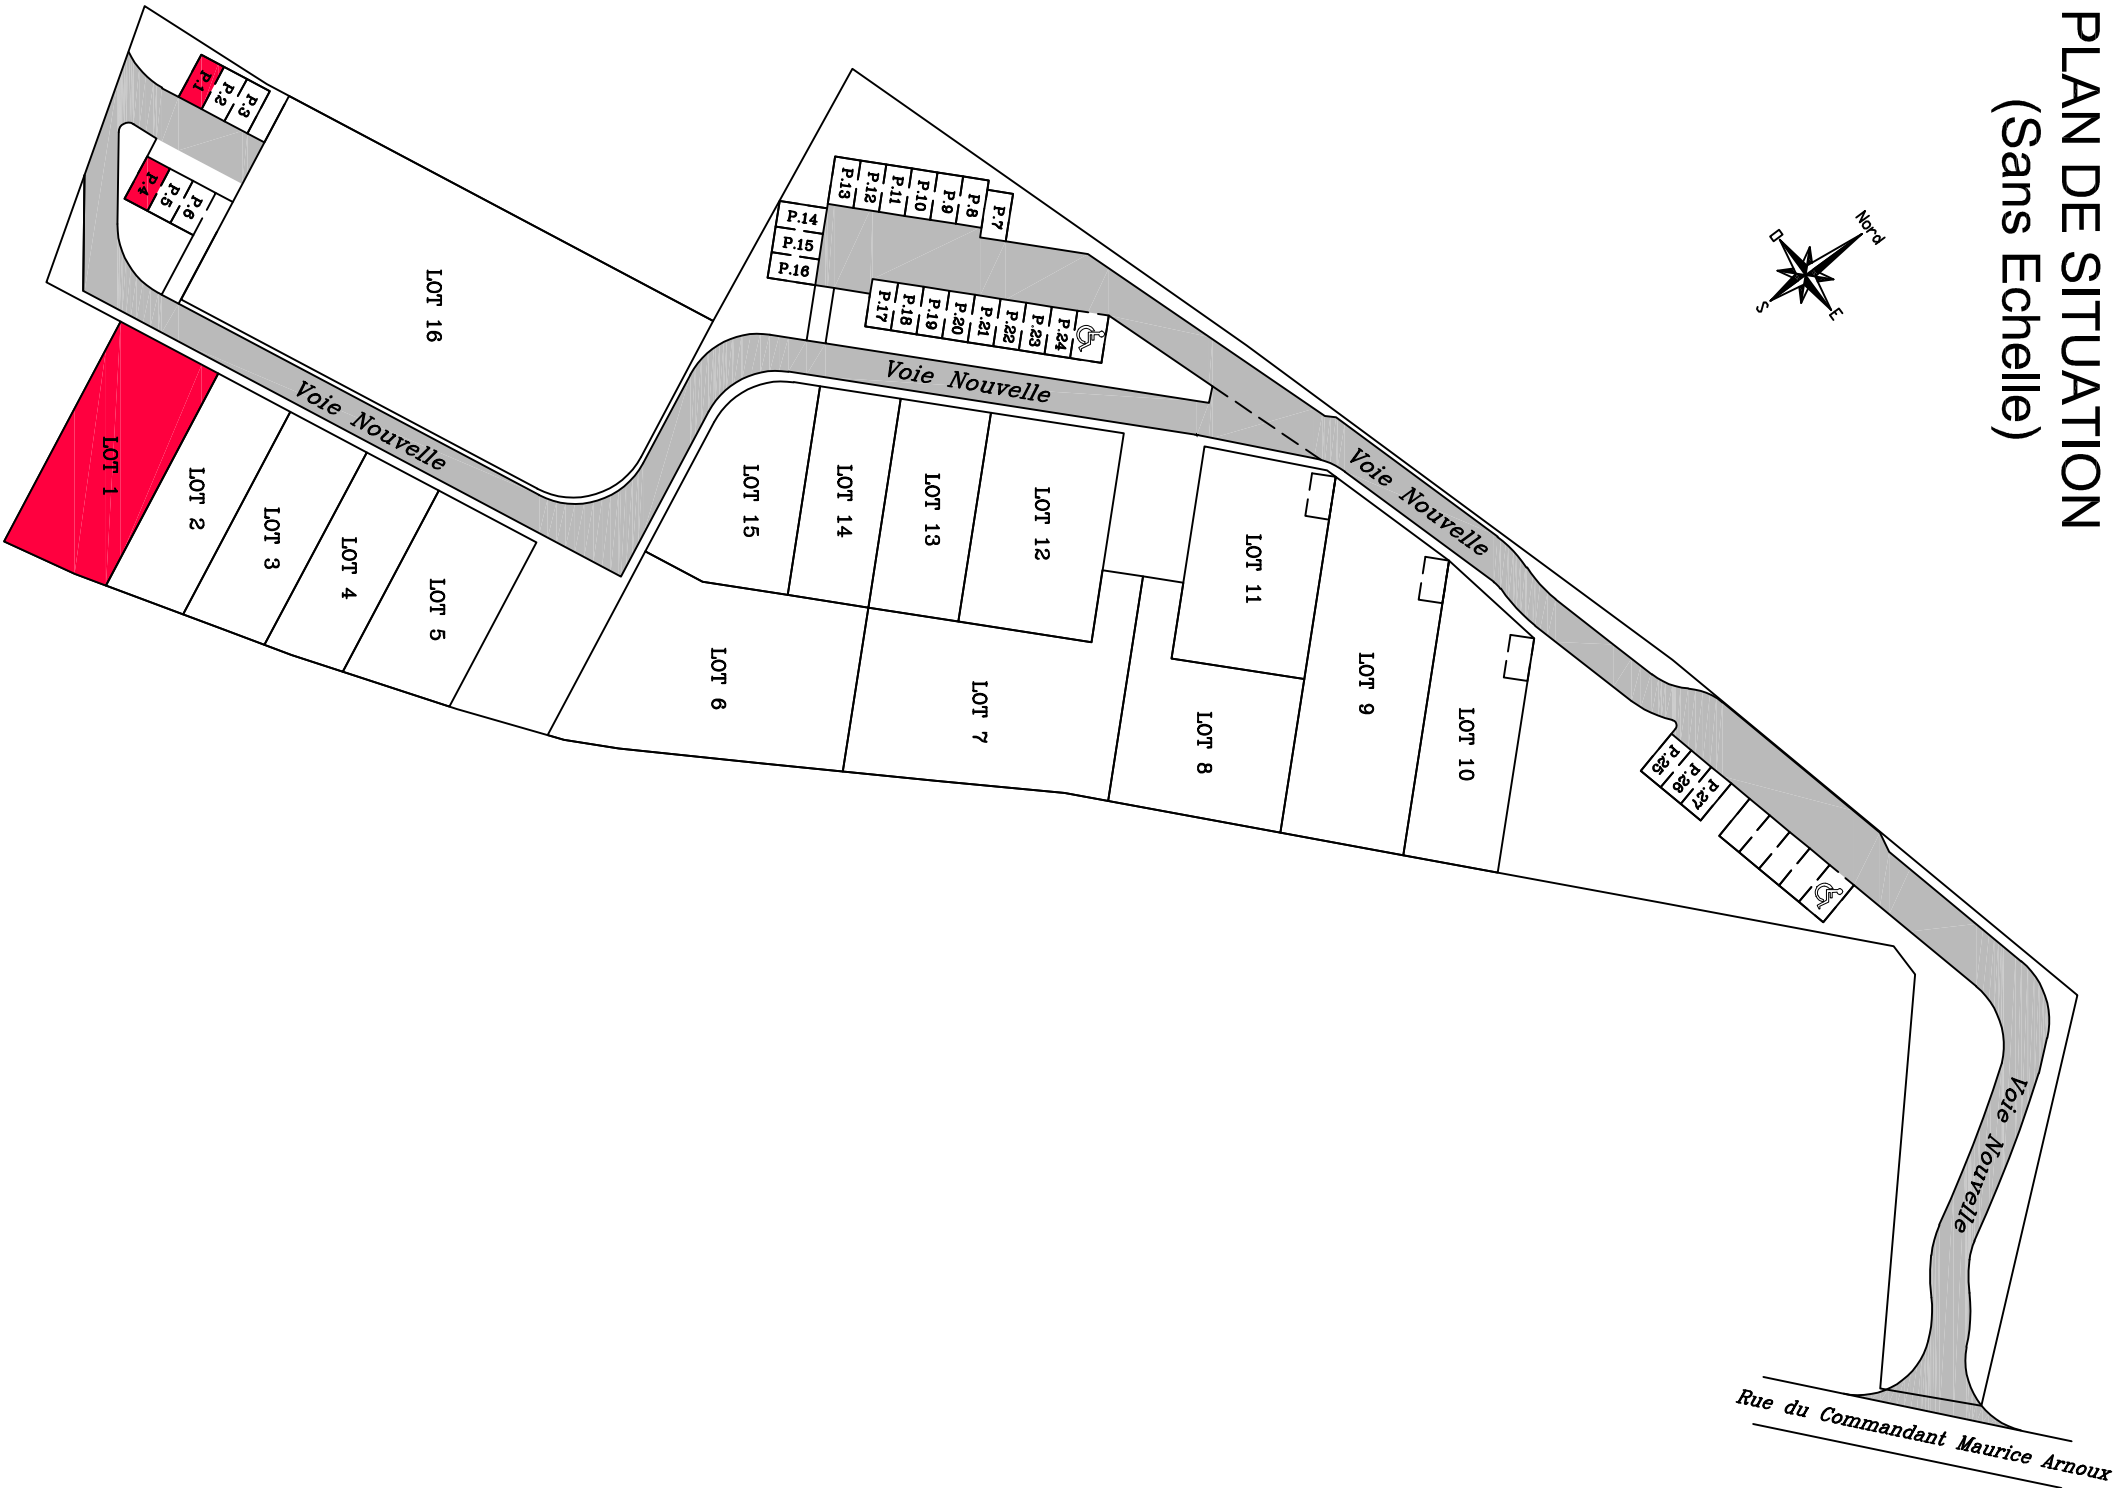 PLAN DE SITUATION
(Sans Echelle)
Nord
O
E
S
P.1
P.2
P.3
P.4
P.5
P.6
LOT 16
P.13
P.12
P.11
P.10
P.9
P.8
P.7
P.14
P.15
P.16
P.17
P.18
P.19
P.20
P.21
P.22
P.23
P.24
Voie Nouvelle
Voie Nouvelle
Voie Nouvelle
LOT 1
LOT 2
LOT 3
LOT 4
LOT 5
LOT 15
LOT 14
LOT 13
LOT 12
LOT 11
LOT 6
LOT 7
LOT 8
LOT 9
LOT 10
P.25
P.26
P.27
Voie Nouvelle
Rue du Commandant Maurice Arnoux